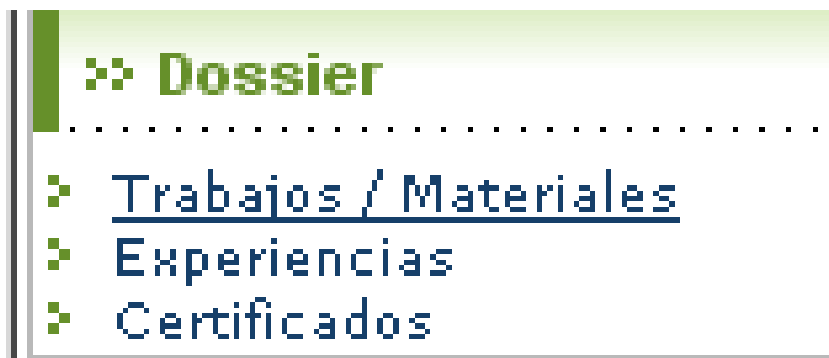 >> Dossier
Trabajos / Materiales
Experiencias
Certificados